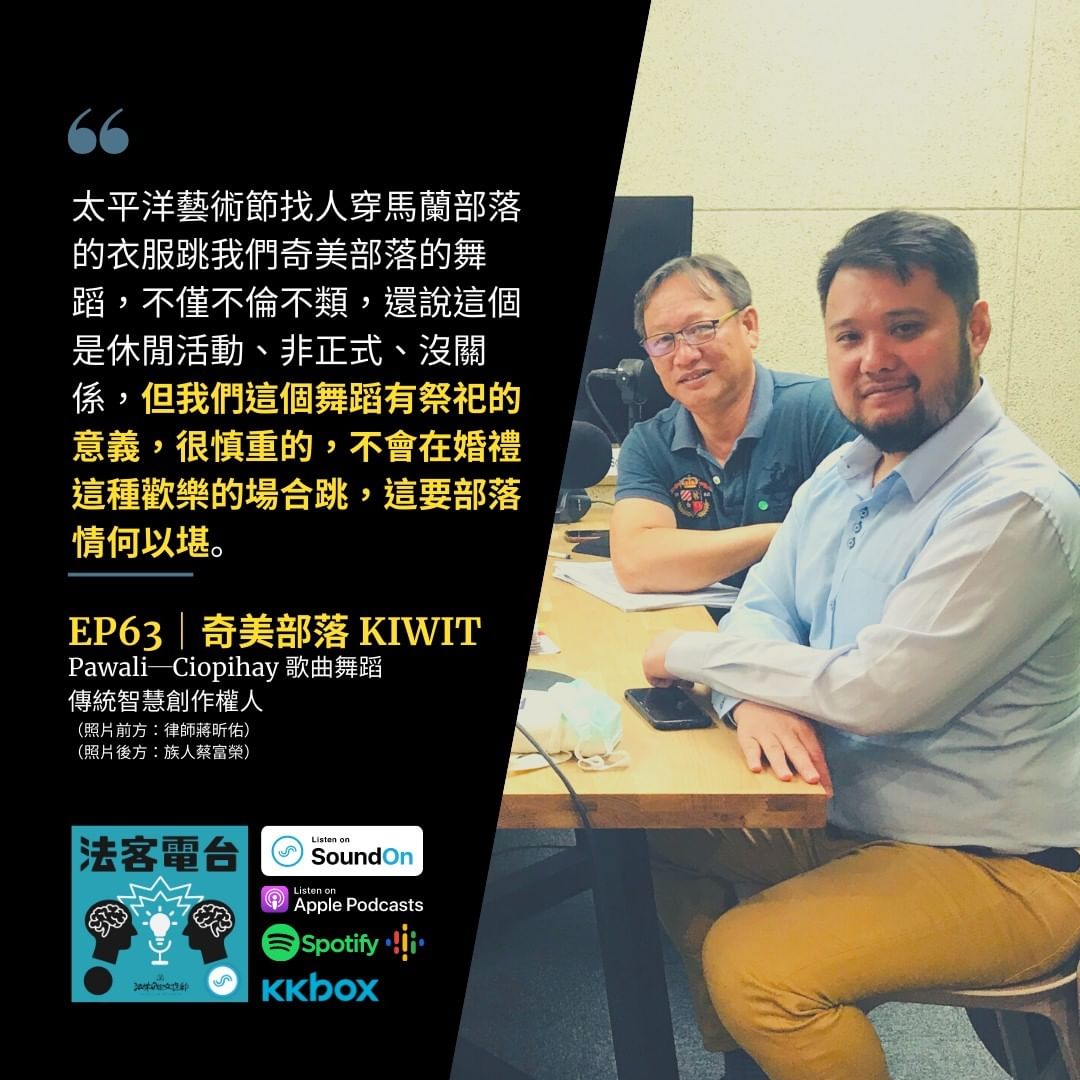 太平洋藝術節找人穿馬蘭部落
的衣服跳我們奇美部落的舞
蹈，不僅不倫不類，還說這個
是休閒活動、非正式、沒關
係，但我們這個舞蹈有祭祀的
意義，很慎重的，不會在婚禮
這種歡樂的場合跳，這要部落
情何以堪。
EP63｜奇美部落 KIWIT
Pawali─Ciopihay 歌曲舞蹈
傳統智慧創作權人
（照片前方：律師蔣昕佑）
（照片後方：族人蔡富榮）
法客電台
Listen on
SoundOn
Listen on
Apple Podcasts
Spotify
KKBOX